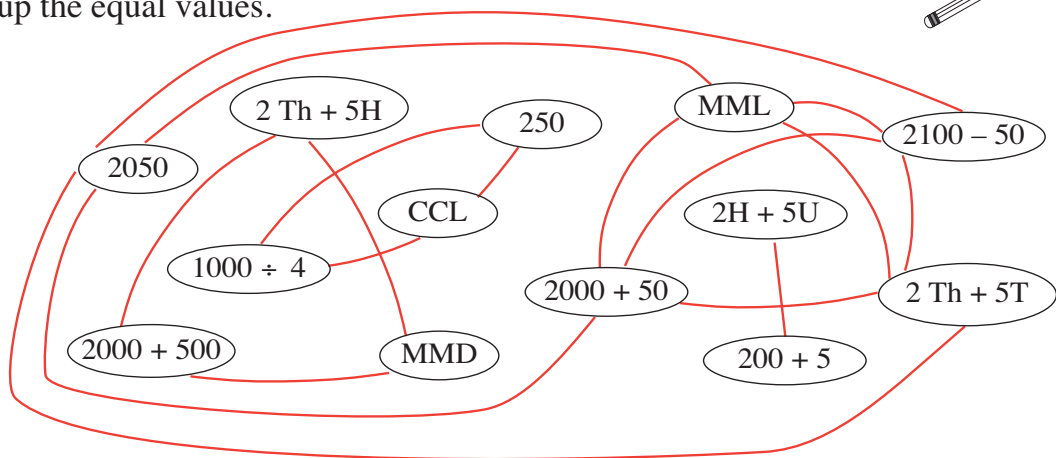 up the equal values.
2 Th + 5H
250
MML
2100 – 50
2050
CCL
2H + 5U
1000 ÷ 4
2000 + 50
2 Th + 5T
2000 + 500
MMD
200 + 5